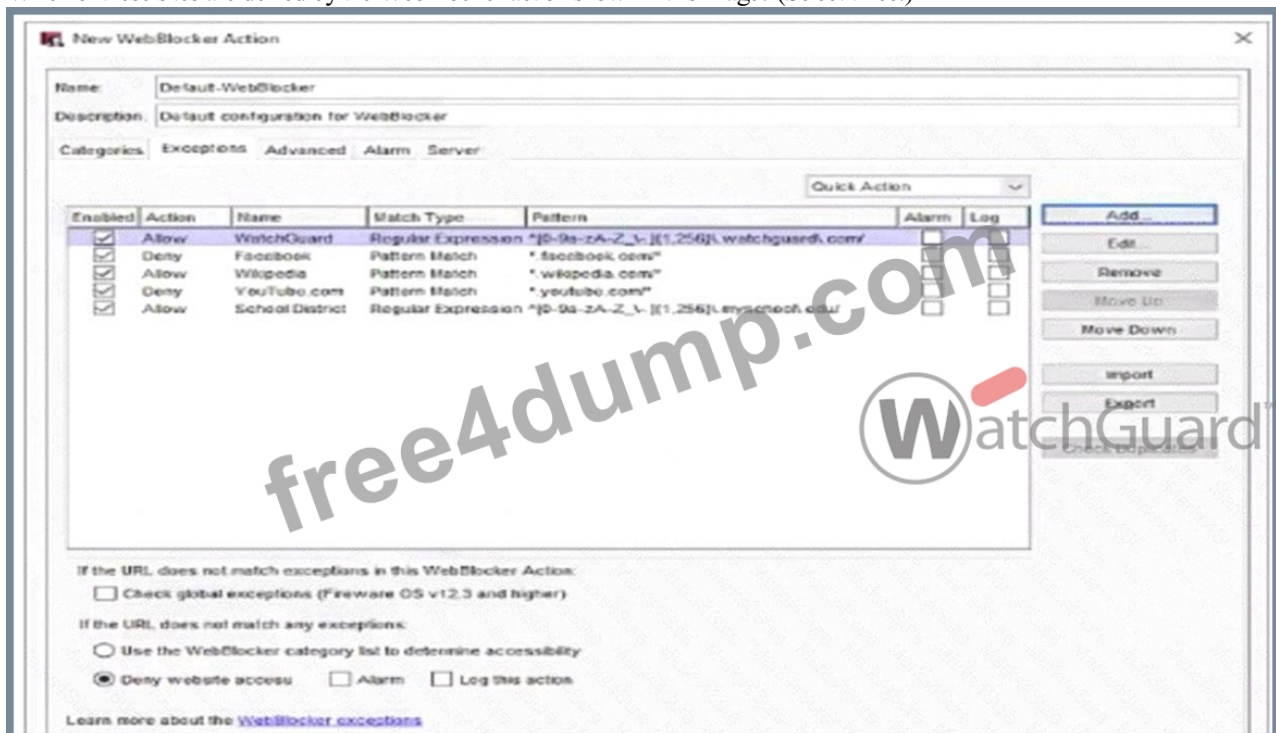 New WebBlocker Action
Name: Default-WebBlocker
Description: Default configuration for WebBlocker
Categories Exceptions Advanced Alarm Server
Quick Action
Enabled Action Name Match Type Pattern Alarm Log
Allow WatchGuard Regular Expression ^[0-9a-zA-Z_\-.]{1,256}\.watchguard\.com/
Deny Facebook Pattern Match *.facebook.com/*
Allow Wikipedia Pattern Match *.wikipedia.com/*
Deny YouTube.com Pattern Match *.youtube.com/*
Allow School District Regular Expression ^[0-9a-zA-Z_\-.]{1,256}\.myschool\.edu/
Add...
Edit...
Remove
Move Up
Move Down
Import
Export
Check Duplicates
free4dump.com
WatchGuard
If the URL does not match exceptions in this WebBlocker Action:
Check global exceptions (Fireware OS v12.3 and higher)
If the URL does not match any exceptions:
Use the WebBlocker category list to determine accessibility
Deny website access Alarm Log this action
Learn more about the WebBlocker exceptions